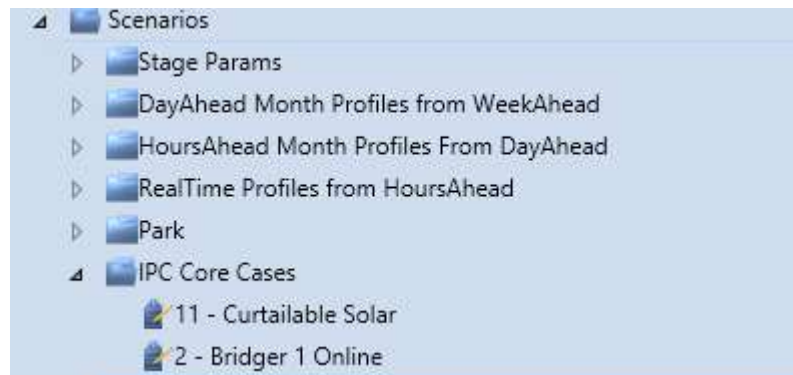 Scenarios
Stage Params
DayAhead Month Profiles from WeekAhead
HoursAhead Month Profiles From DayAhead
RealTime Profiles from HoursAhead
Park
IPC Core Cases
11 - Curtailable Solar
2 - Bridger 1 Online